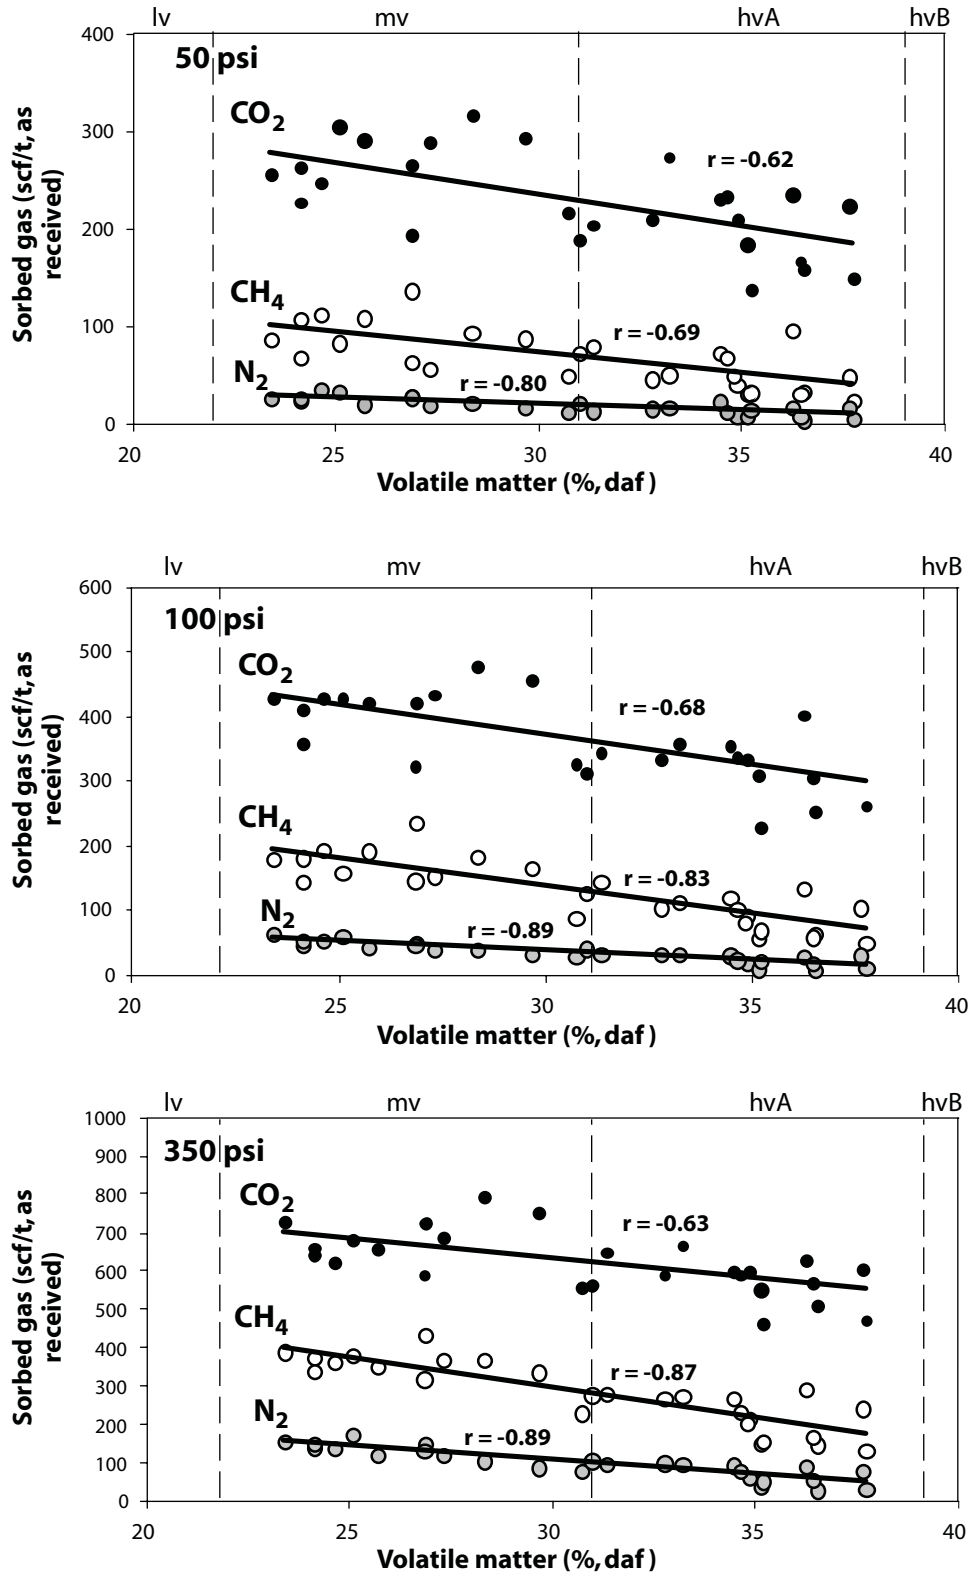 lv mv hvA hvB
400
50 psi
CO2
300
r = -0.62
200
CH4
r = -0.69
100
N2
r = -0.80
0
20 25 30 35 40
Sorbed gas (scf/t, as
received)
Volatile matter (%, daf )
lv mv hvA hvB
600
100 psi
500
CO2
r = -0.68
400
300
CH4
200
r = -0.83
N2
100
r = -0.89
0
20 25 30 35 40
Sorbed gas (scf/t, as
received)
Volatile matter (%, daf )
lv mv hvA hvB
1000
350 psi
900
800
CO2
r = -0.63
700
600
500
CH4
400
r = -0.87
300
N2
200
r = -0.89
100
0
20 25 30 35 40
Sorbed gas (scf/t, as
received)
Volatile matter (%, daf )